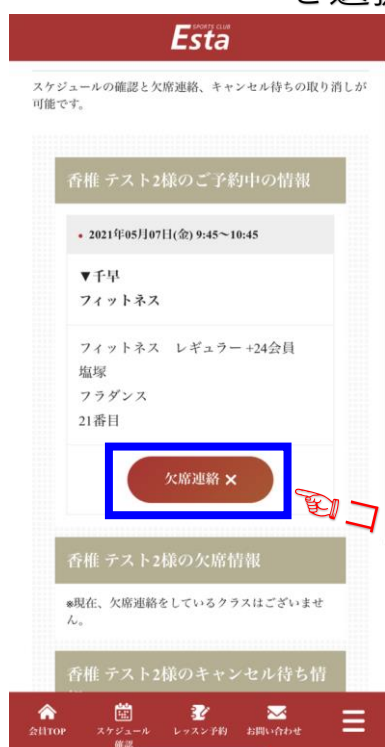 SPORTS CLUB
Esta
スケジュールの確認と欠席連絡、キャンセル待ちの取り消しが
可能です。
香椎 テスト2様のご予約中の情報
• 2021年05月07日(金) 9:45〜10:45
▼千早
フィットネス
フィットネス　レギュラー +24会員
塩塚
フラダンス
21番目
欠席連絡 ×
香椎 テスト2様の欠席情報
※現在、欠席連絡をしているクラスはございませ
ん。
香椎 テスト2様のキャンセル待ち情
会員TOP
スケジュール
確認
レッスン予約
お問い合わせ